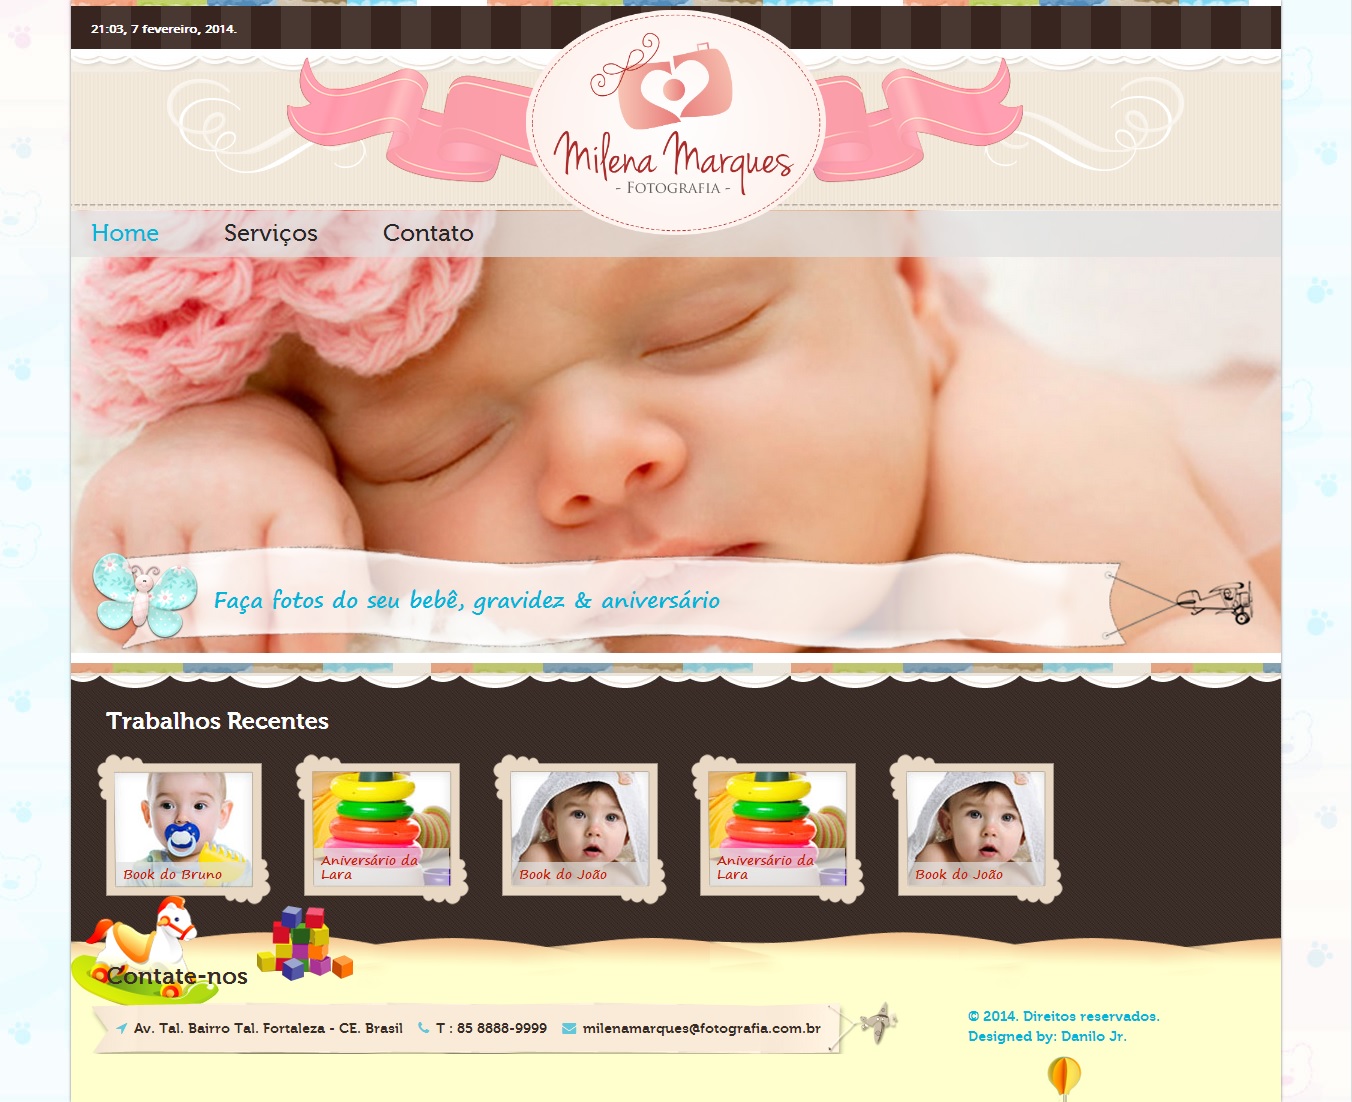 21:03, 7 fevereiro, 2014.
Milena Marques
- FOTOGRAFIA -
Home Serviços Contato
Faça fotos do seu bebê, gravidez & aniversário
Trabalhos Recentes
Book do Bruno
Aniversário da
Lara
Book do João
Aniversário da
Lara
Book do João
Contate-nos
Av. Tal. Bairro Tal. Fortaleza - CE. Brasil T : 85 8888-9999 milenamarques@fotografia.com.br
© 2014. Direitos reservados.
Designed by: Danilo Jr.